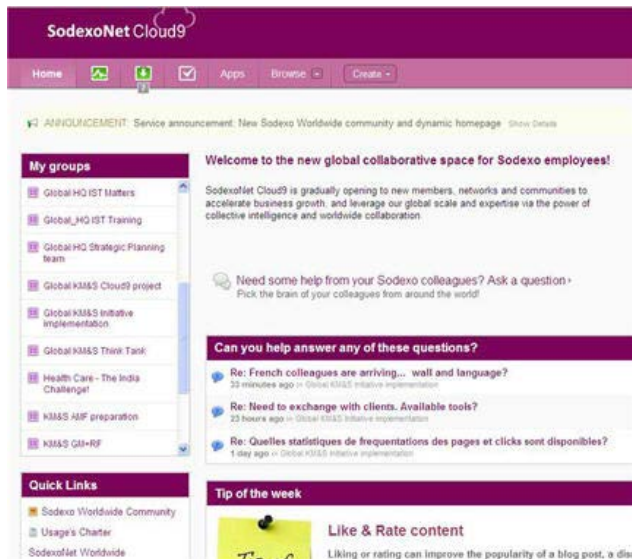 SodexoNet Cloud9
Home
Apps
Browse
Create
ANNOUNCEMENT: Service announcement: New Sodexo Worldwide community and dynamic homepage Show Details
My groups
Global HQ IST Matters
Global_HQ IST Training
Global HQ Strategic Planning
team
Global KM&S Cloud9 project
Global KM&S Initiative
implementation
Global KM&S Think Tank
Health Care - The India
Challenge!
KM&S AMF preparation
KM&S GM+RF
Quick Links
Sodexo Worldwide Community
Usage's Charter
SodexoNet Worldwide
Welcome to the new global collaborative space for Sodexo employees!
SodexoNet Cloud9 is gradually opening to new members, networks and communities to
accelerate business growth, and leverage our global scale and expertise via the power of
collective intelligence and worldwide collaboration.
Need some help from your Sodexo colleagues? Ask a question ›
Pick the brain of your colleagues from around the world!
Can you help answer any of these questions?
Re: French colleagues are arriving... wall and language?
33 minutes ago in Global KM&S Initiative implementation
Re: Need to exchange with clients. Available tools?
23 hours ago in Global KM&S Initiative implementation
Re: Quelles statistiques de frequentations des pages et clicks sont disponibles?
1 day ago in Global KM&S Initiative implementation
Tip of the week
Like & Rate content
Liking or rating can improve the popularity of a blog post, a